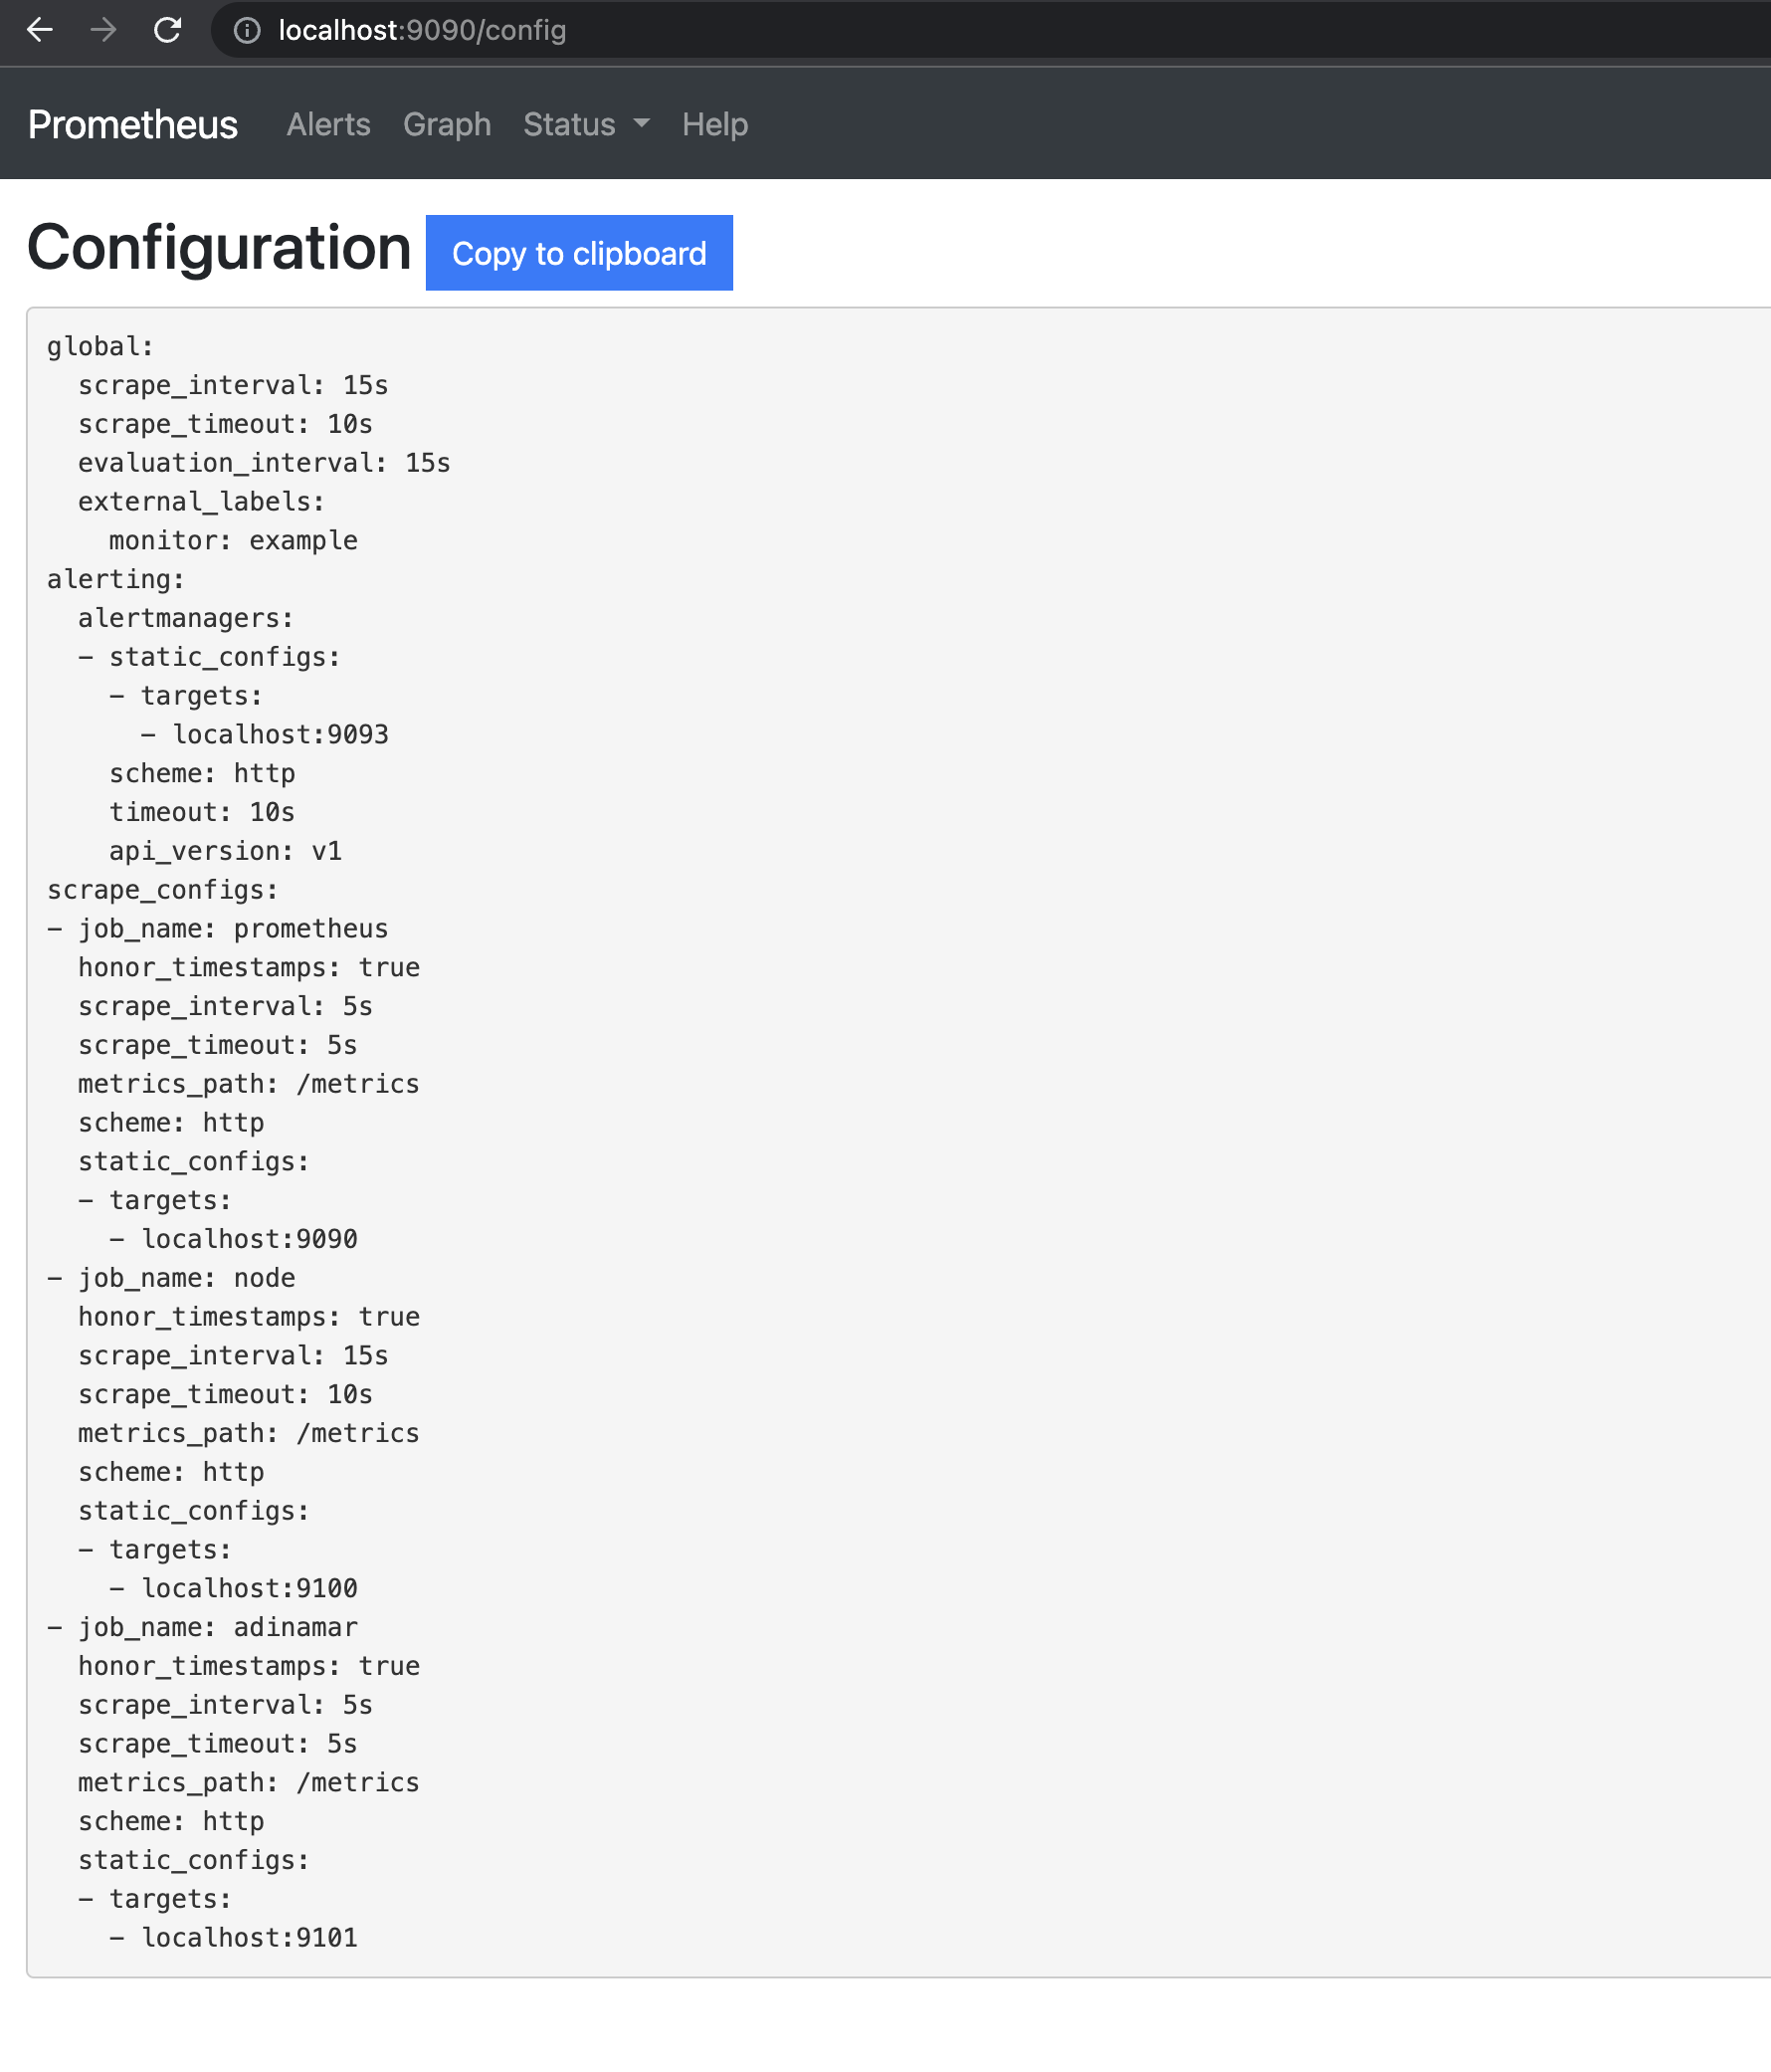 localhost:9090/config
Prometheus Alerts Graph Status Help
Configuration Copy to clipboard
global:
  scrape_interval: 15s
  scrape_timeout: 10s
  evaluation_interval: 15s
  external_labels:
    monitor: example
alerting:
  alertmanagers:
  - static_configs:
    - targets:
      - localhost:9093
    scheme: http
    timeout: 10s
    api_version: v1
scrape_configs:
- job_name: prometheus
  honor_timestamps: true
  scrape_interval: 5s
  scrape_timeout: 5s
  metrics_path: /metrics
  scheme: http
  static_configs:
  - targets:
    - localhost:9090
- job_name: node
  honor_timestamps: true
  scrape_interval: 15s
  scrape_timeout: 10s
  metrics_path: /metrics
  scheme: http
  static_configs:
  - targets:
    - localhost:9100
- job_name: adinamar
  honor_timestamps: true
  scrape_interval: 5s
  scrape_timeout: 5s
  metrics_path: /metrics
  scheme: http
  static_configs:
  - targets:
    - localhost:9101